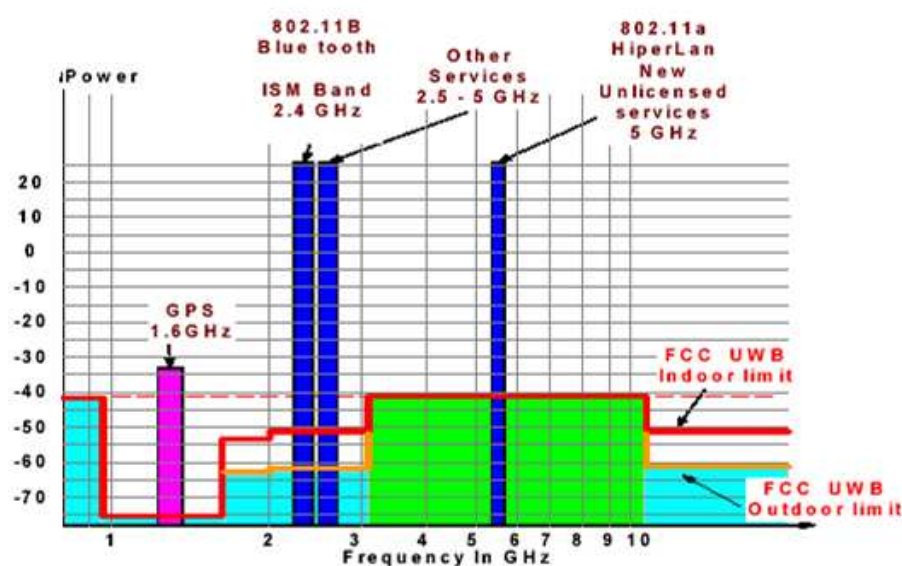 802.11B
Blue tooth
ISM Band
2.4 GHz
Other
Services
2.5 - 5 GHz
802.11a
HiperLan
New
Unlicensed
services
5 GHz
Power
20
10
0
-10
-20
-30
-40
-50
-60
-70
GPS
1.6GHz
FCC UWB
Indoor limit
FCC UWB
Outdoor limit
1 2 3 4 5 6 7 8 9 10
Frequency In GHz